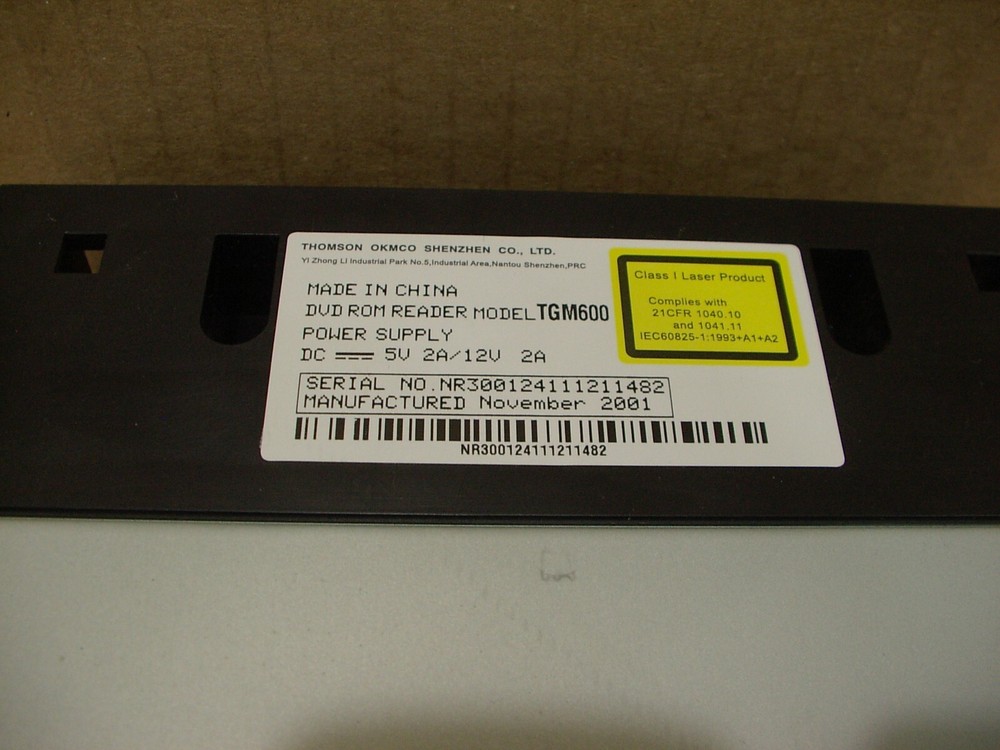 THOMSON OKMCO SHENZHEN CO., LTD.
Yi Zhong Li Industrial Park No.5,Industrial Area,Nantou Shenzhen,PRC
MADE IN CHINA
DVD ROM READER MODEL TGM600
POWER SUPPLY
DC 5V 2A/12V 2A
SERIAL NO.NR300124111211482
MANUFACTURED November 2001
NR300124111211482
Class I Laser Product
Complies with
21CFR 1040.10
and 1041.11
IEC60825-1:1993+A1+A2